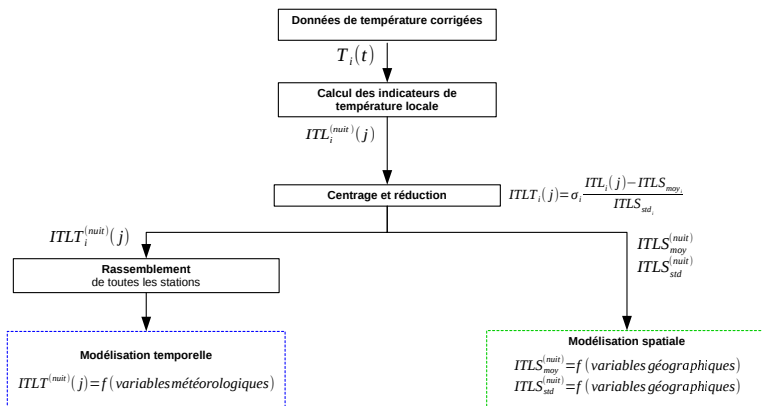 Données de température corrigées
T_i(t)
Calcul des indicateurs de
température locale
ITL_i^(nuit)(j)
Centrage et réduction
ITLT_i(j)=σ_i (ITL_i(j)−ITLS_moy_i)/ITLS_std_i
ITLT_i^(nuit)(j)
ITLS_moy^(nuit)
ITLS_std^(nuit)
Rassemblement
de toutes les stations
Modélisation temporelle
ITLT^(nuit)(j)=f(variables météorologiques)
Modélisation spatiale
ITLS_moy^(nuit)=f(variables géographiques)
ITLS_std^(nuit)=f(variables géographiques)